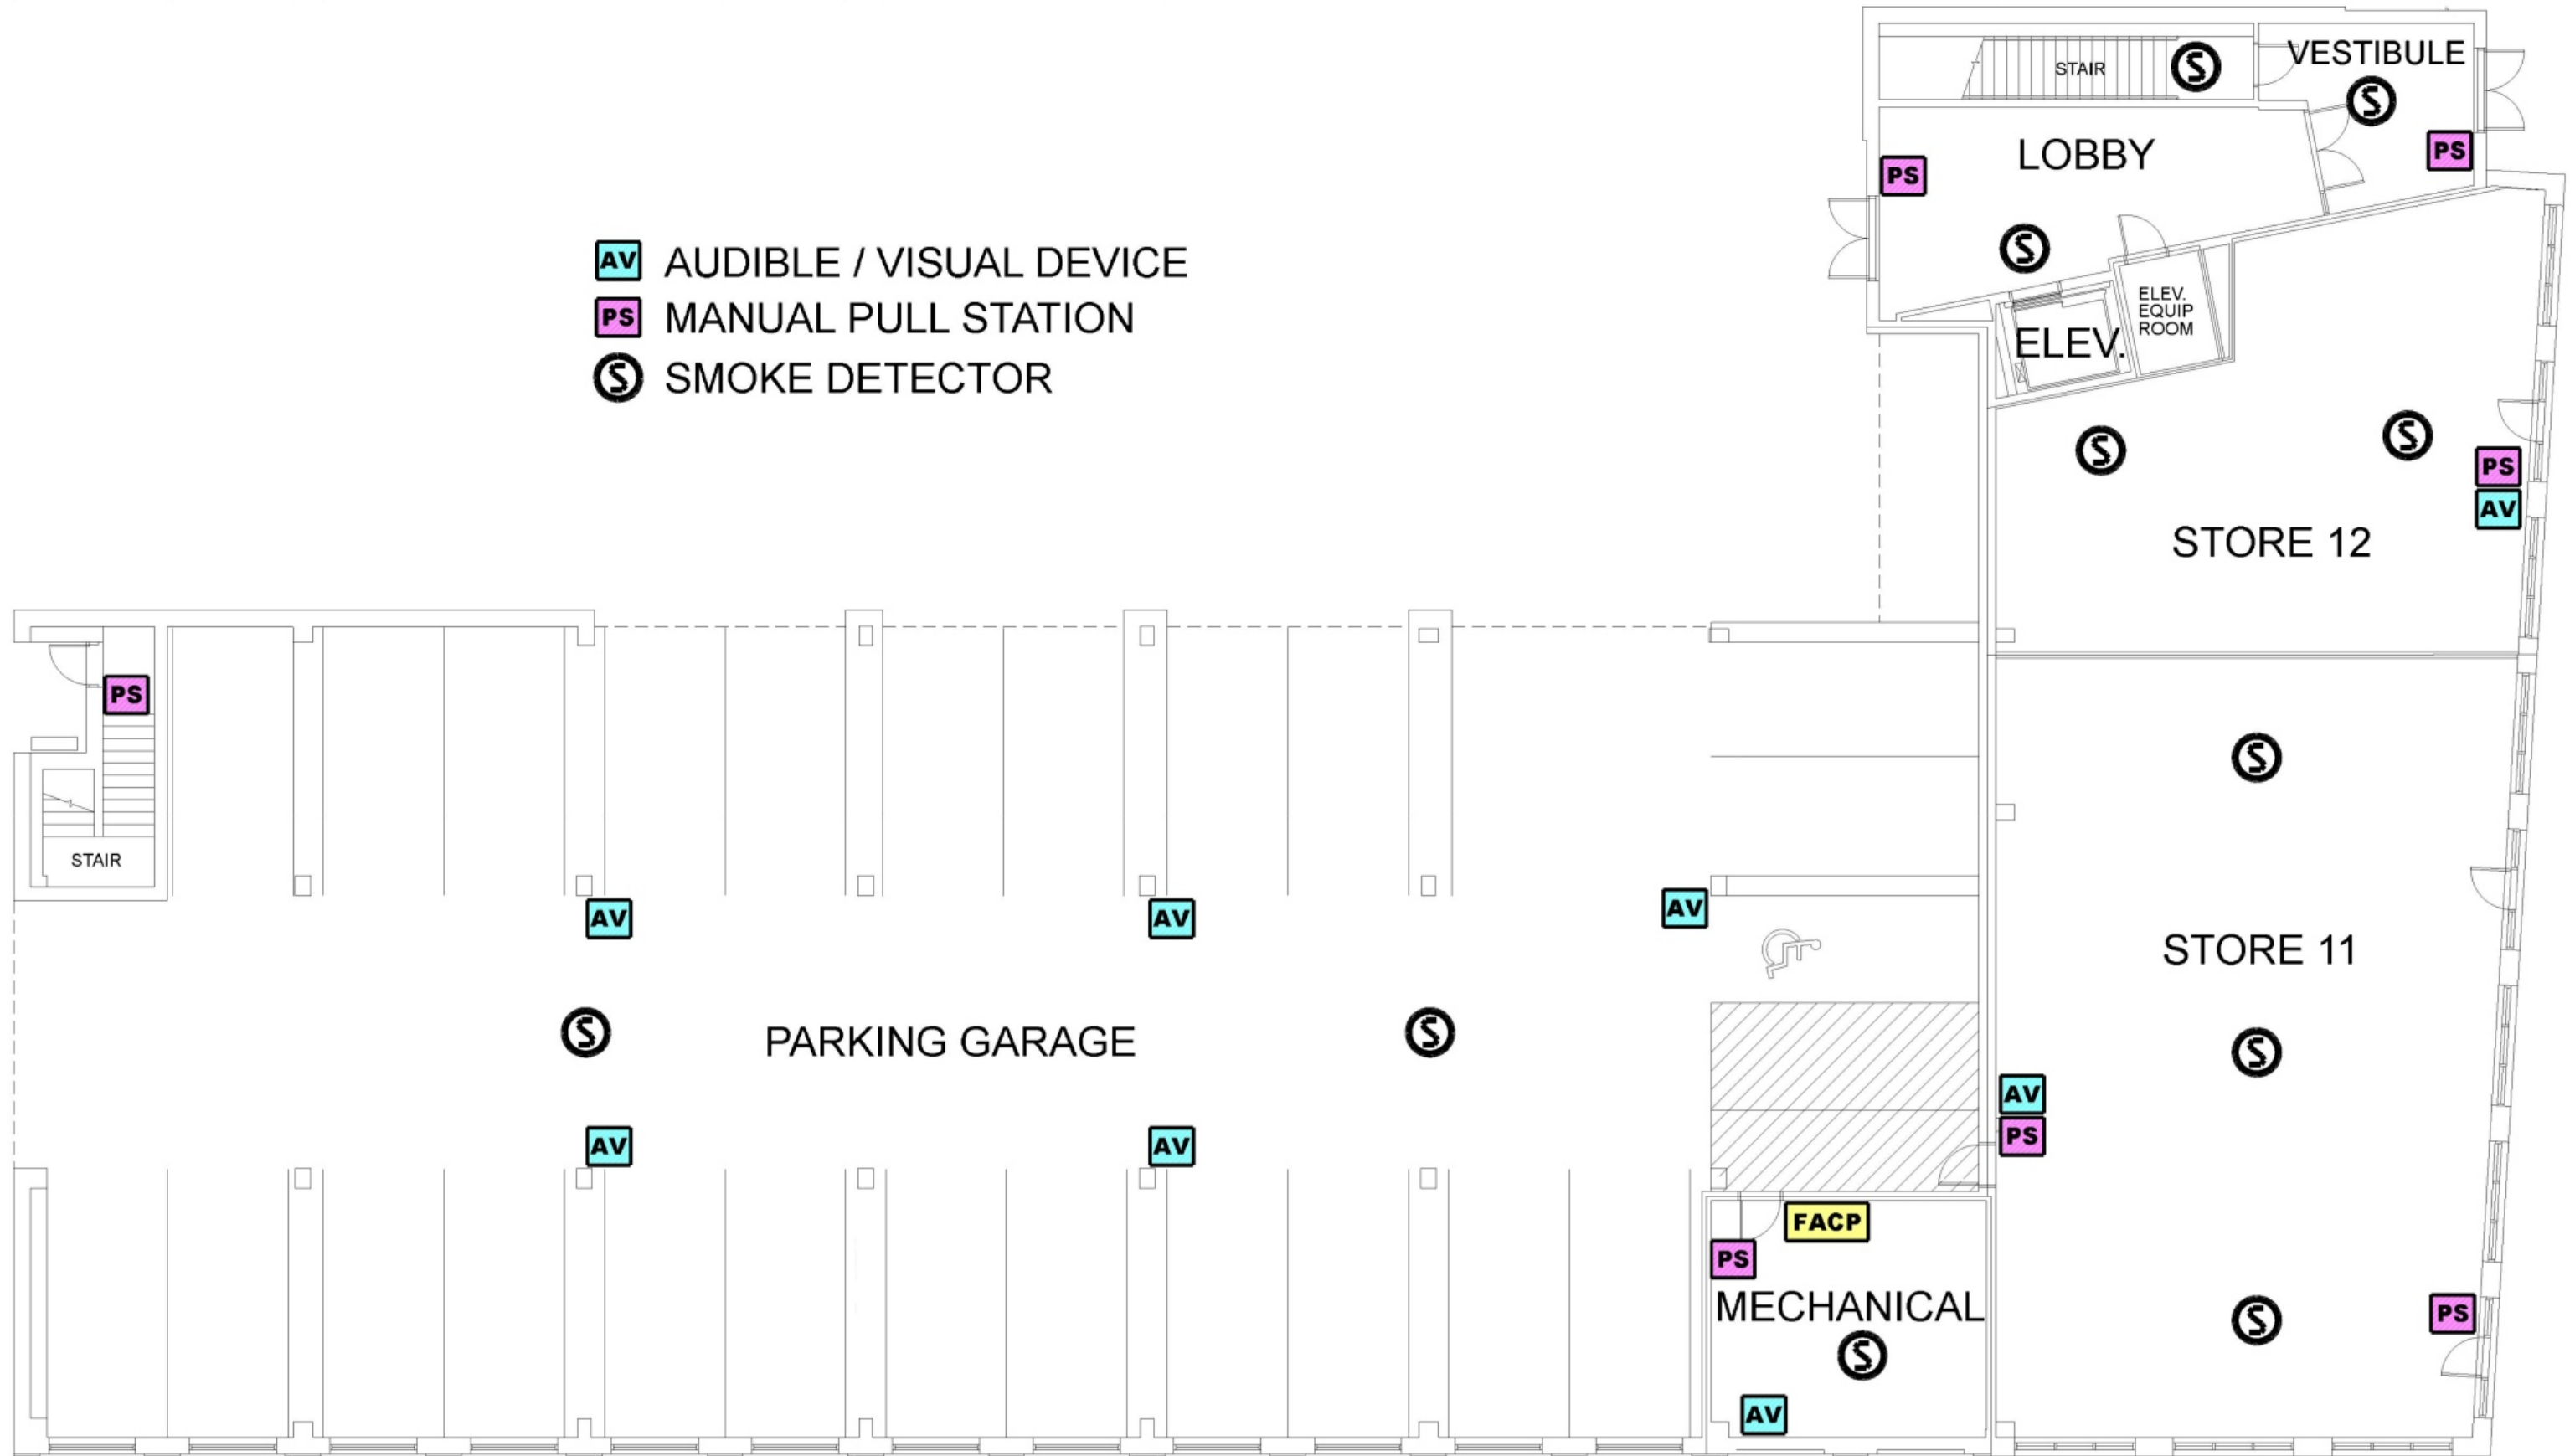 VESTIBULE
STAIR
S
S
LOBBY
PS
PS
AV AUDIBLE / VISUAL DEVICE
PS MANUAL PULL STATION
S SMOKE DETECTOR
S
ELEV.
EQUIP
ROOM
ELEV.
S
S
PS
AV
STORE 12
PS
STAIR
S
AV
AV
AV
STORE 11
S
PARKING GARAGE
S
S
AV
PS
AV
AV
FACP
PS
MECHANICAL
S
AV
S
PS